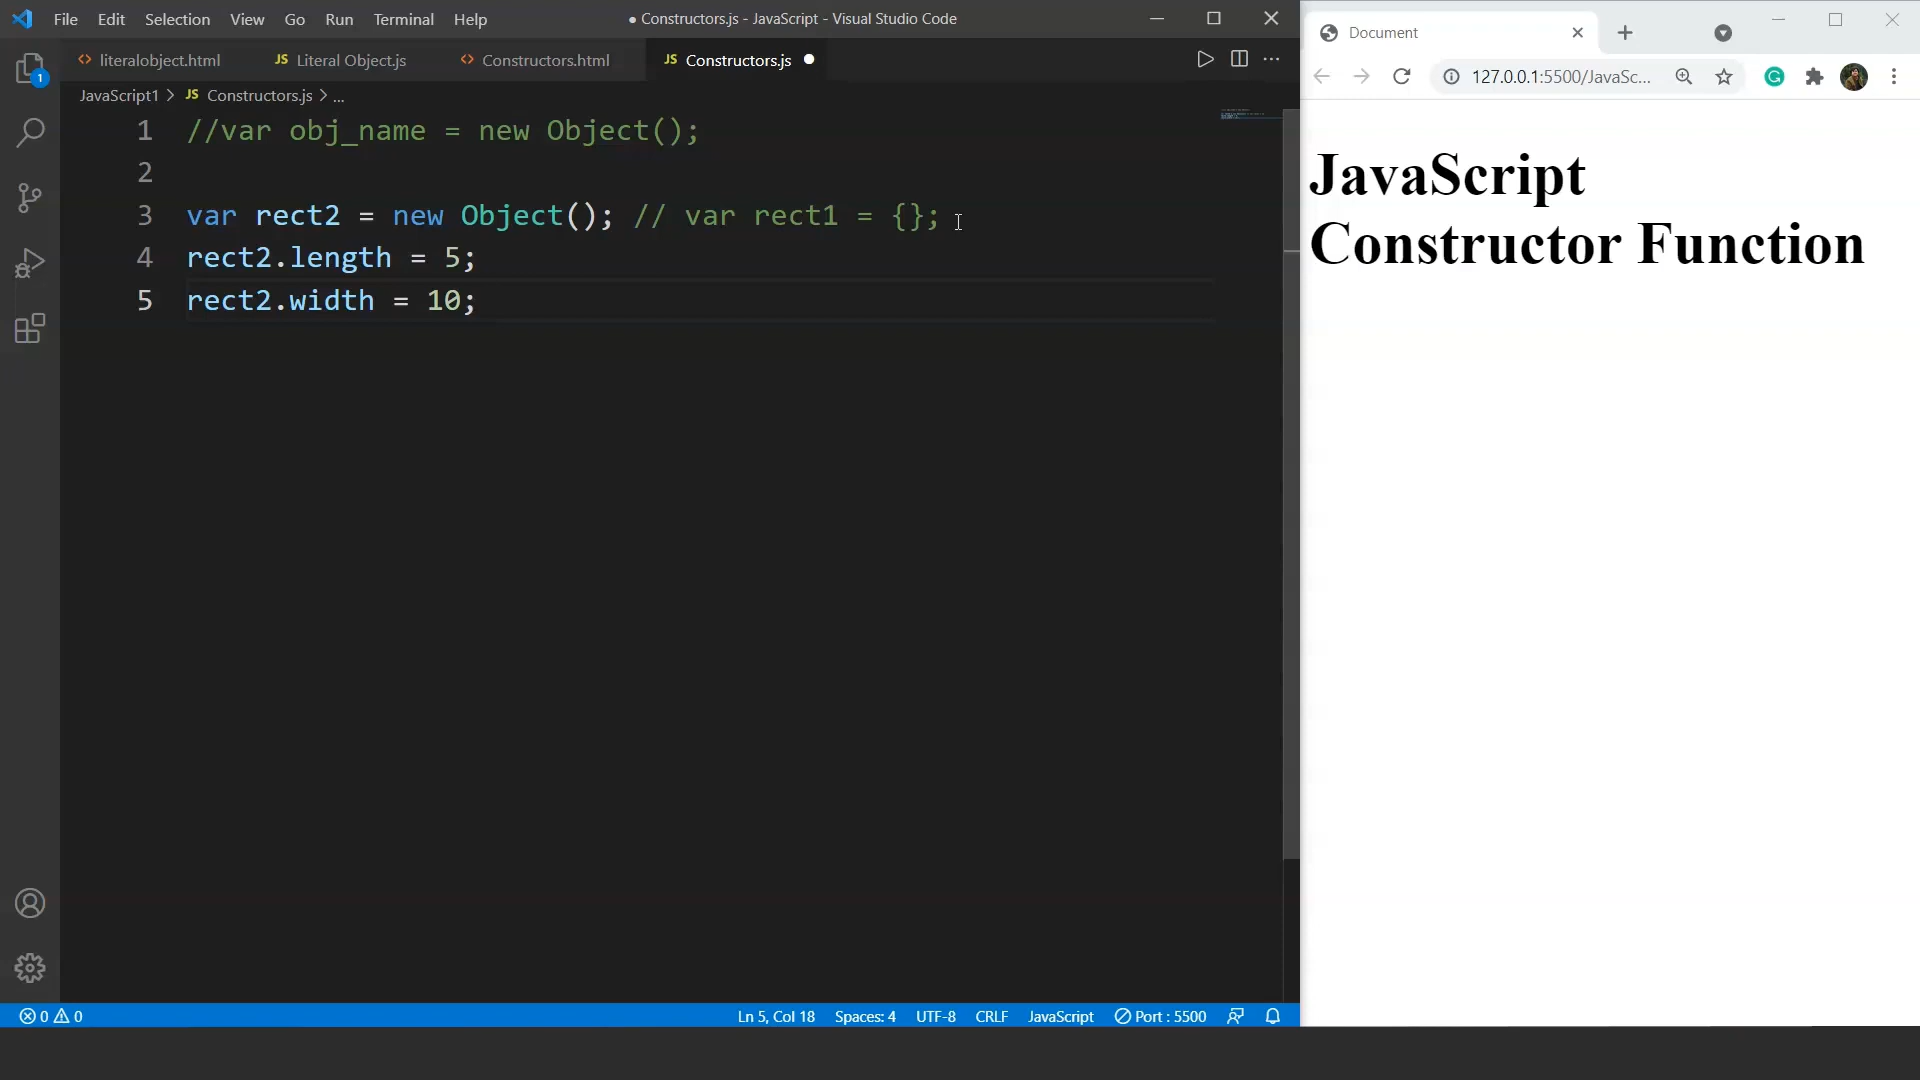 File Edit Selection View Go Run Terminal Help
● Constructors.js - JavaScript - Visual Studio Code
literalobject.html
JS Literal Object.js
Constructors.html
JS Constructors.js ●
JavaScript1 > JS Constructors.js > ...
1 //var obj_name = new Object();
2
3 var rect2 = new Object(); // var rect1 = {};
4 rect2.length = 5;
5 rect2.width = 10;
1
0 0
Ln 5, Col 18 Spaces: 4 UTF-8 CRLF JavaScript Port : 5500
Document
127.0.0.1:5500/JavaSc...
JavaScript
Constructor Function